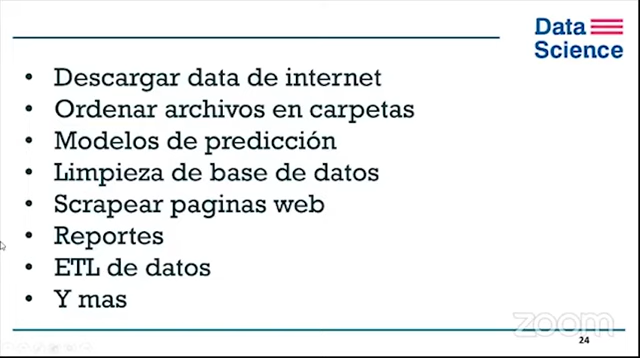 Data
Science
• Descargar data de internet
• Ordenar archivos en carpetas
• Modelos de predicción
• Limpieza de base de datos
• Scrapear paginas web
• Reportes
• ETL de datos
• Y mas
zoom
24